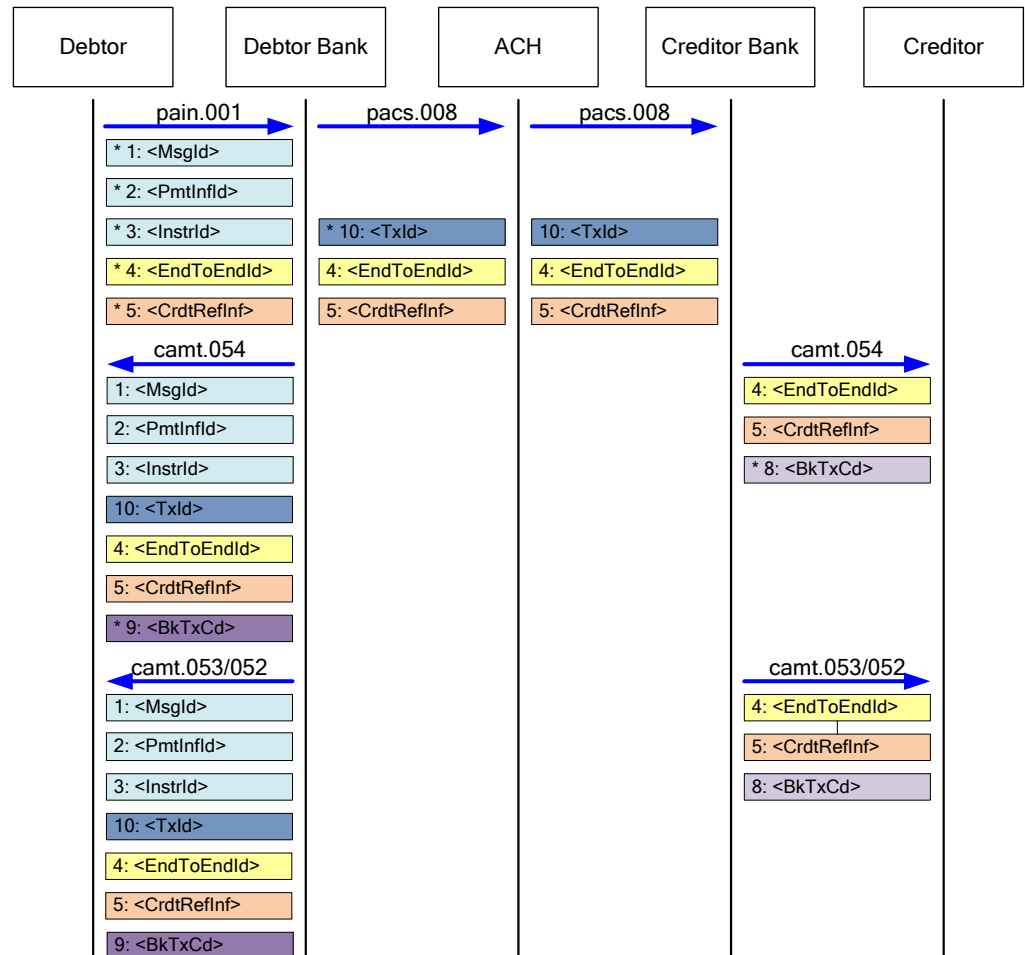 Debtor
Debtor Bank
ACH
Creditor Bank
Creditor
pain.001
pacs.008
pacs.008
* 1: <MsgId>
* 2: <PmtInfId>
* 3: <InstrId>
* 10: <TxId>
10: <TxId>
* 4: <EndToEndId>
4: <EndToEndId>
4: <EndToEndId>
* 5: <CrdtRefInf>
5: <CrdtRefInf>
5: <CrdtRefInf>
camt.054
camt.054
1: <MsgId>
4: <EndToEndId>
2: <PmtInfId>
5: <CrdtRefInf>
3: <InstrId>
* 8: <BkTxCd>
10: <TxId>
4: <EndToEndId>
5: <CrdtRefInf>
* 9: <BkTxCd>
camt.053/052
camt.053/052
1: <MsgId>
4: <EndToEndId>
2: <PmtInfId>
5: <CrdtRefInf>
3: <InstrId>
8: <BkTxCd>
10: <TxId>
4: <EndToEndId>
5: <CrdtRefInf>
9: <BkTxCd>